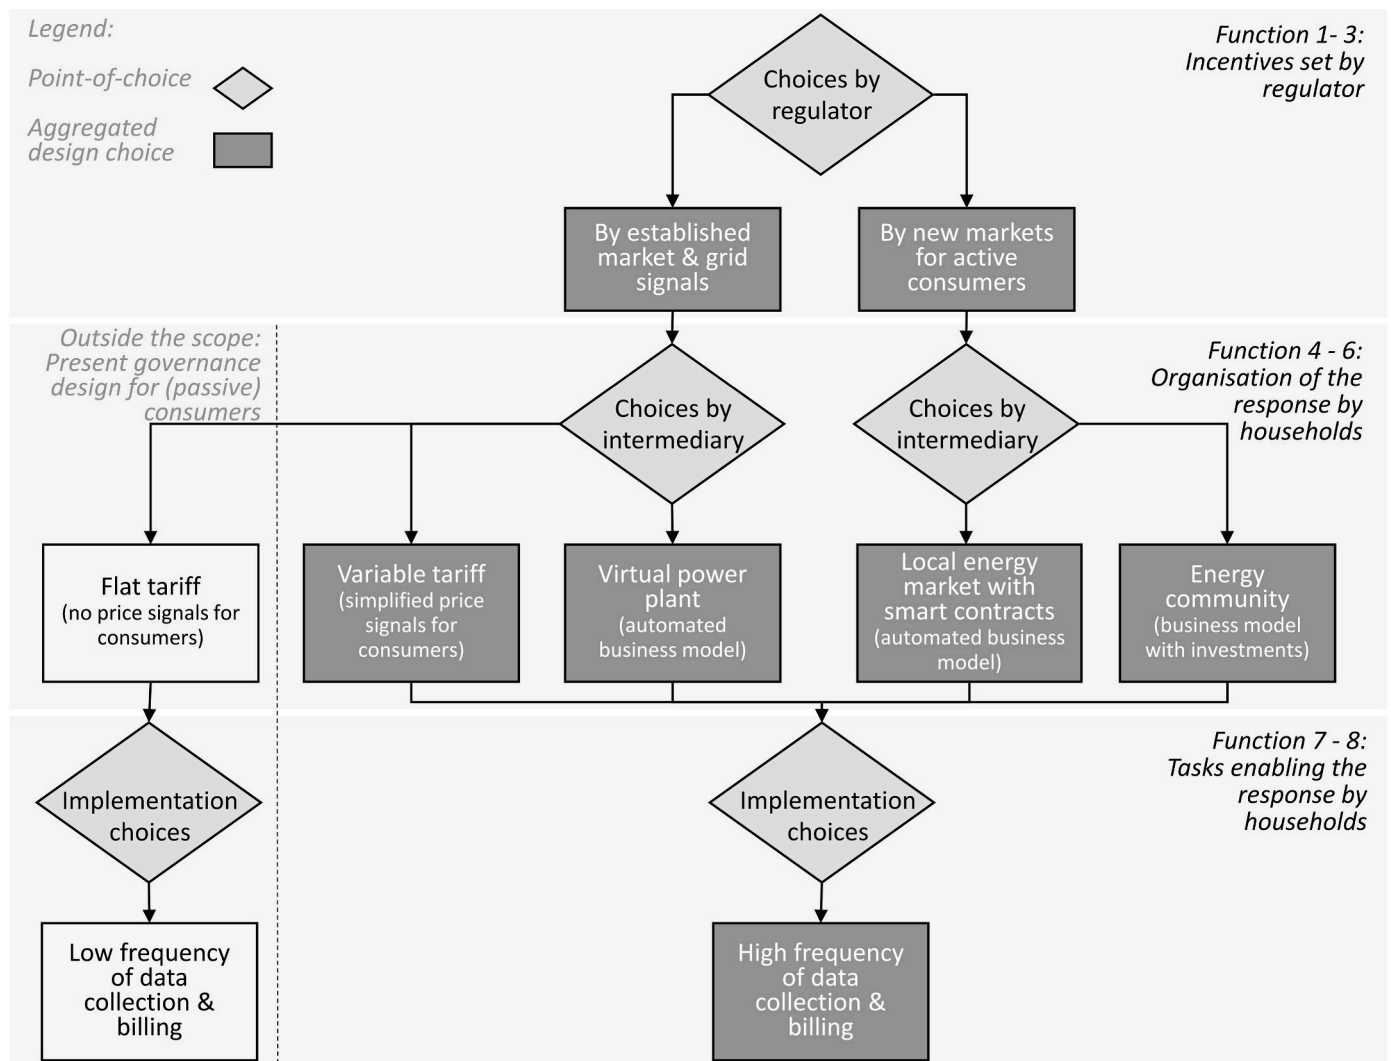 Legend:
Point-of-choice
Aggregated
design choice
Choices by
regulator
Function 1- 3:
Incentives set by
regulator
By established
market & grid
signals
By new markets
for active
consumers
Outside the scope:
Present governance
design for (passive)
consumers
Choices by
intermediary
Choices by
intermediary
Function 4 - 6:
Organisation of the
response by
households
Flat tariff
(no price signals for
consumers)
Variable tariff
(simplified price
signals for
consumers)
Virtual power
plant
(automated
business model)
Local energy
market with
smart contracts
(automated business
model)
Energy
community
(business model
with investments)
Implementation
choices
Implementation
choices
Function 7 - 8:
Tasks enabling the
response by
households
Low frequency
of data
collection &
billing
High frequency
of data
collection &
billing